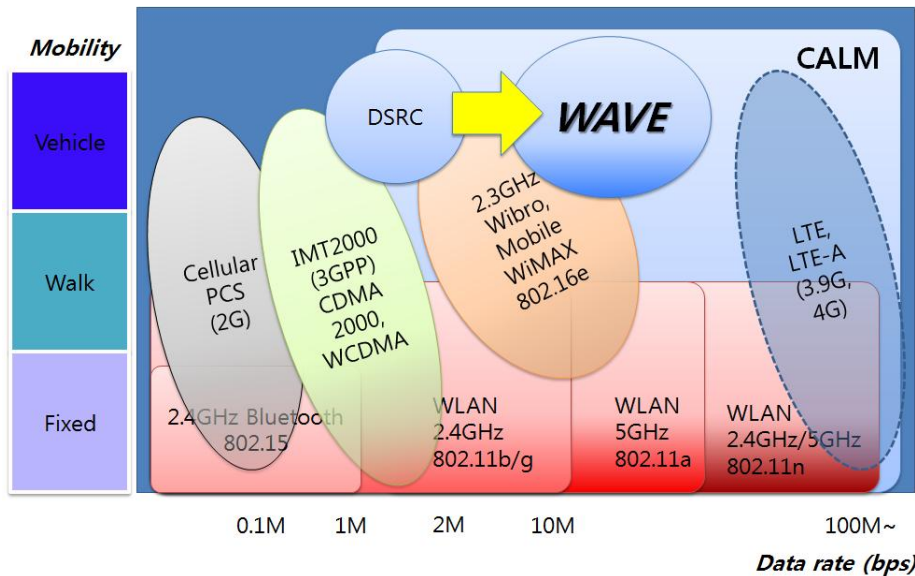 Mobility
Vehicle
Walk
Fixed
CALM
DSRC
WAVE
Cellular
PCS
(2G)
IMT2000
(3GPP)
CDMA
2000,
WCDMA
2.3GHz
Wibro,
Mobile
WiMAX
802.16e
LTE,
LTE-A
(3.9G,
4G)
2.4GHz Bluetooth
802.15
WLAN
2.4GHz
802.11b/g
WLAN
5GHz
802.11a
WLAN
2.4GHz/5GHz
802.11n
0.1M 1M 2M 10M 100M~
Data rate (bps)